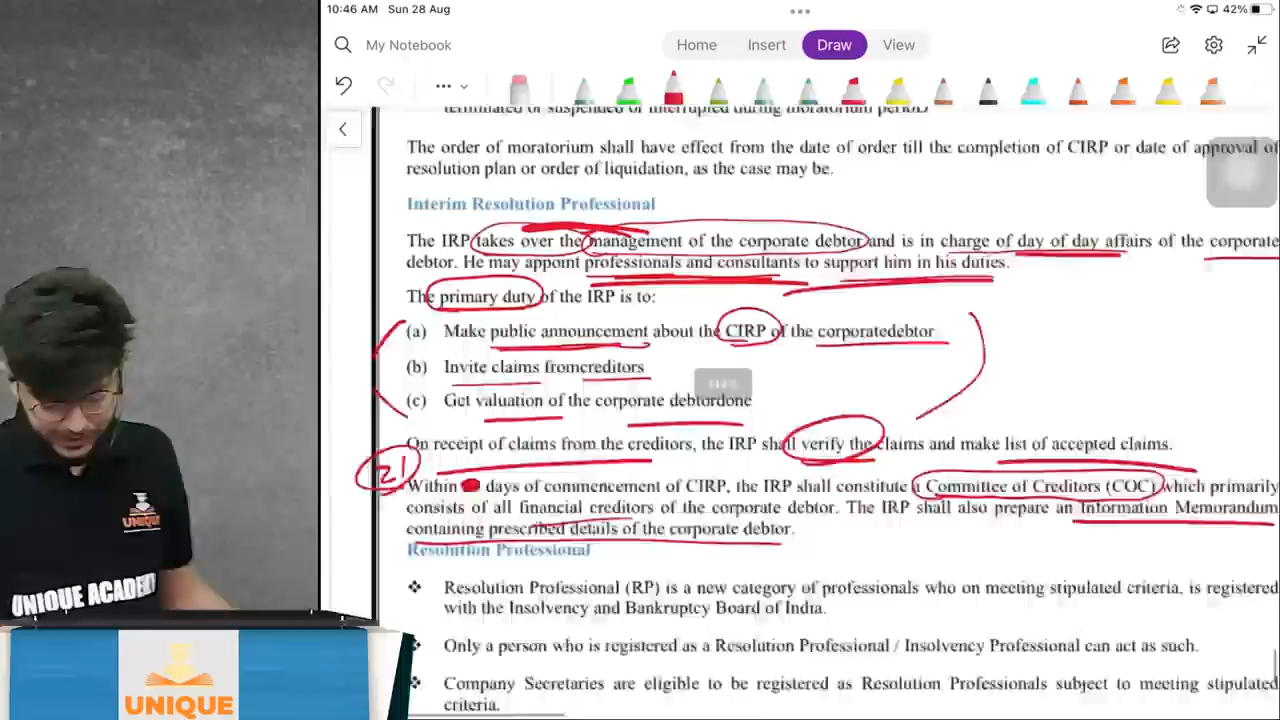 10:46 AM Sun 28 Aug
42%
My Notebook
Home Insert Draw View
terminated or suspended or interrupted during moratorium period
The order of moratorium shall have effect from the date of order till the completion of CIRP or date of approval of
resolution plan or order of liquidation, as the case may be.
Interim Resolution Professional
The IRP takes over the management of the corporate debtor and is in charge of day of day affairs of the corporate
debtor. He may appoint professionals and consultants to support him in his duties.
The primary duty of the IRP is to:
(a) Make public announcement about the CIRP of the corporatedebtor
(b) Invite claims fromcreditors
(c) Get valuation of the corporate debtordone
On receipt of claims from the creditors, the IRP shall verify the claims and make list of accepted claims.
21
Within days of commencement of CIRP, the IRP shall constitute a Committee of Creditors (COC) which primarily
consists of all financial creditors of the corporate debtor. The IRP shall also prepare an Information Memorandum
containing prescribed details of the corporate debtor.
Resolution Professional
❖ Resolution Professional (RP) is a new category of professionals who on meeting stipulated criteria, is registered
with the Insolvency and Bankruptcy Board of India.
❖ Only a person who is registered as a Resolution Professional / Insolvency Professional can act as such.
❖ Company Secretaries are eligible to be registered as Resolution Professionals subject to meeting stipulated
criteria.
UNIQUE
UNIQUE ACADEMY
UNIQUE